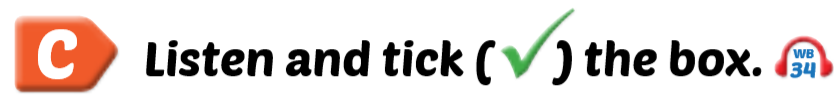 C Listen and tick (✓) the box. WB 34